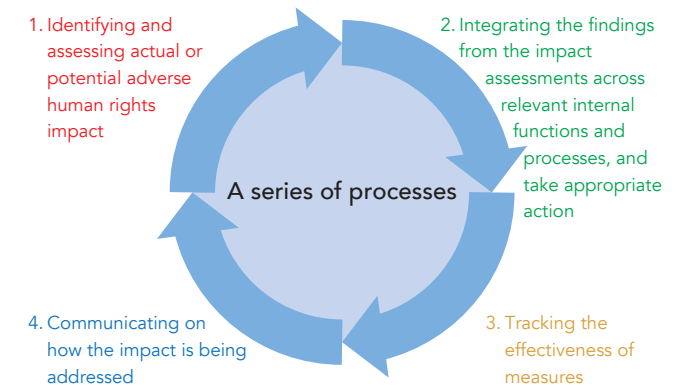 1. Identifying and
assessing actual or
potential adverse
human rights
impact
2. Integrating the findings
from the impact
assessments across
relevant internal
functions and
processes, and
take appropriate
action
A series of processes
3. Tracking the
effectiveness of
measures
4. Communicating on
how the impact is being
addressed